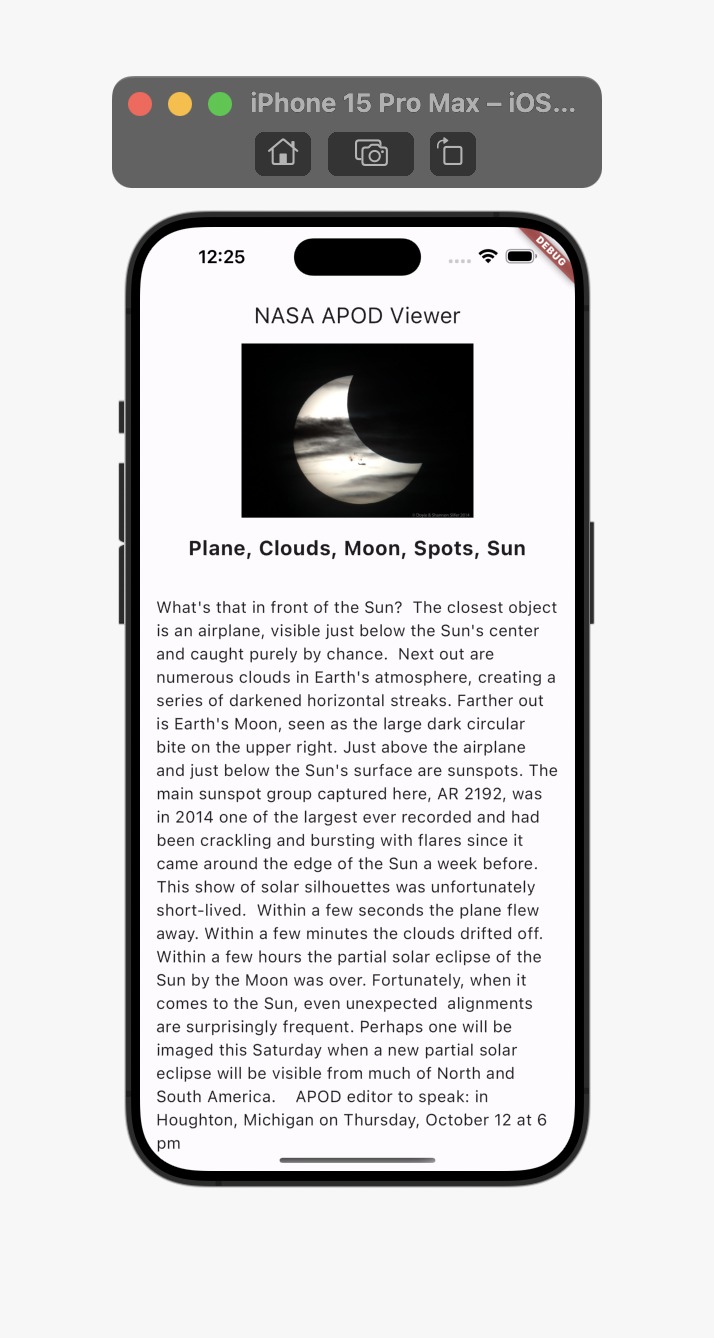 iPhone 15 Pro Max – iOS...
12:25
DEBUG
NASA APOD Viewer
Plane, Clouds, Moon, Spots, Sun
What's that in front of the Sun?  The closest object
is an airplane, visible just below the Sun's center
and caught purely by chance.  Next out are
numerous clouds in Earth's atmosphere, creating a
series of darkened horizontal streaks. Farther out
is Earth's Moon, seen as the large dark circular
bite on the upper right. Just above the airplane
and just below the Sun's surface are sunspots. The
main sunspot group captured here, AR 2192, was
in 2014 one of the largest ever recorded and had
been crackling and bursting with flares since it
came around the edge of the Sun a week before.
This show of solar silhouettes was unfortunately
short-lived.  Within a few seconds the plane flew
away. Within a few minutes the clouds drifted off.
Within a few hours the partial solar eclipse of the
Sun by the Moon was over. Fortunately, when it
comes to the Sun, even unexpected  alignments
are surprisingly frequent. Perhaps one will be
imaged this Saturday when a new partial solar
eclipse will be visible from much of North and
South America.    APOD editor to speak: in
Houghton, Michigan on Thursday, October 12 at 6
pm